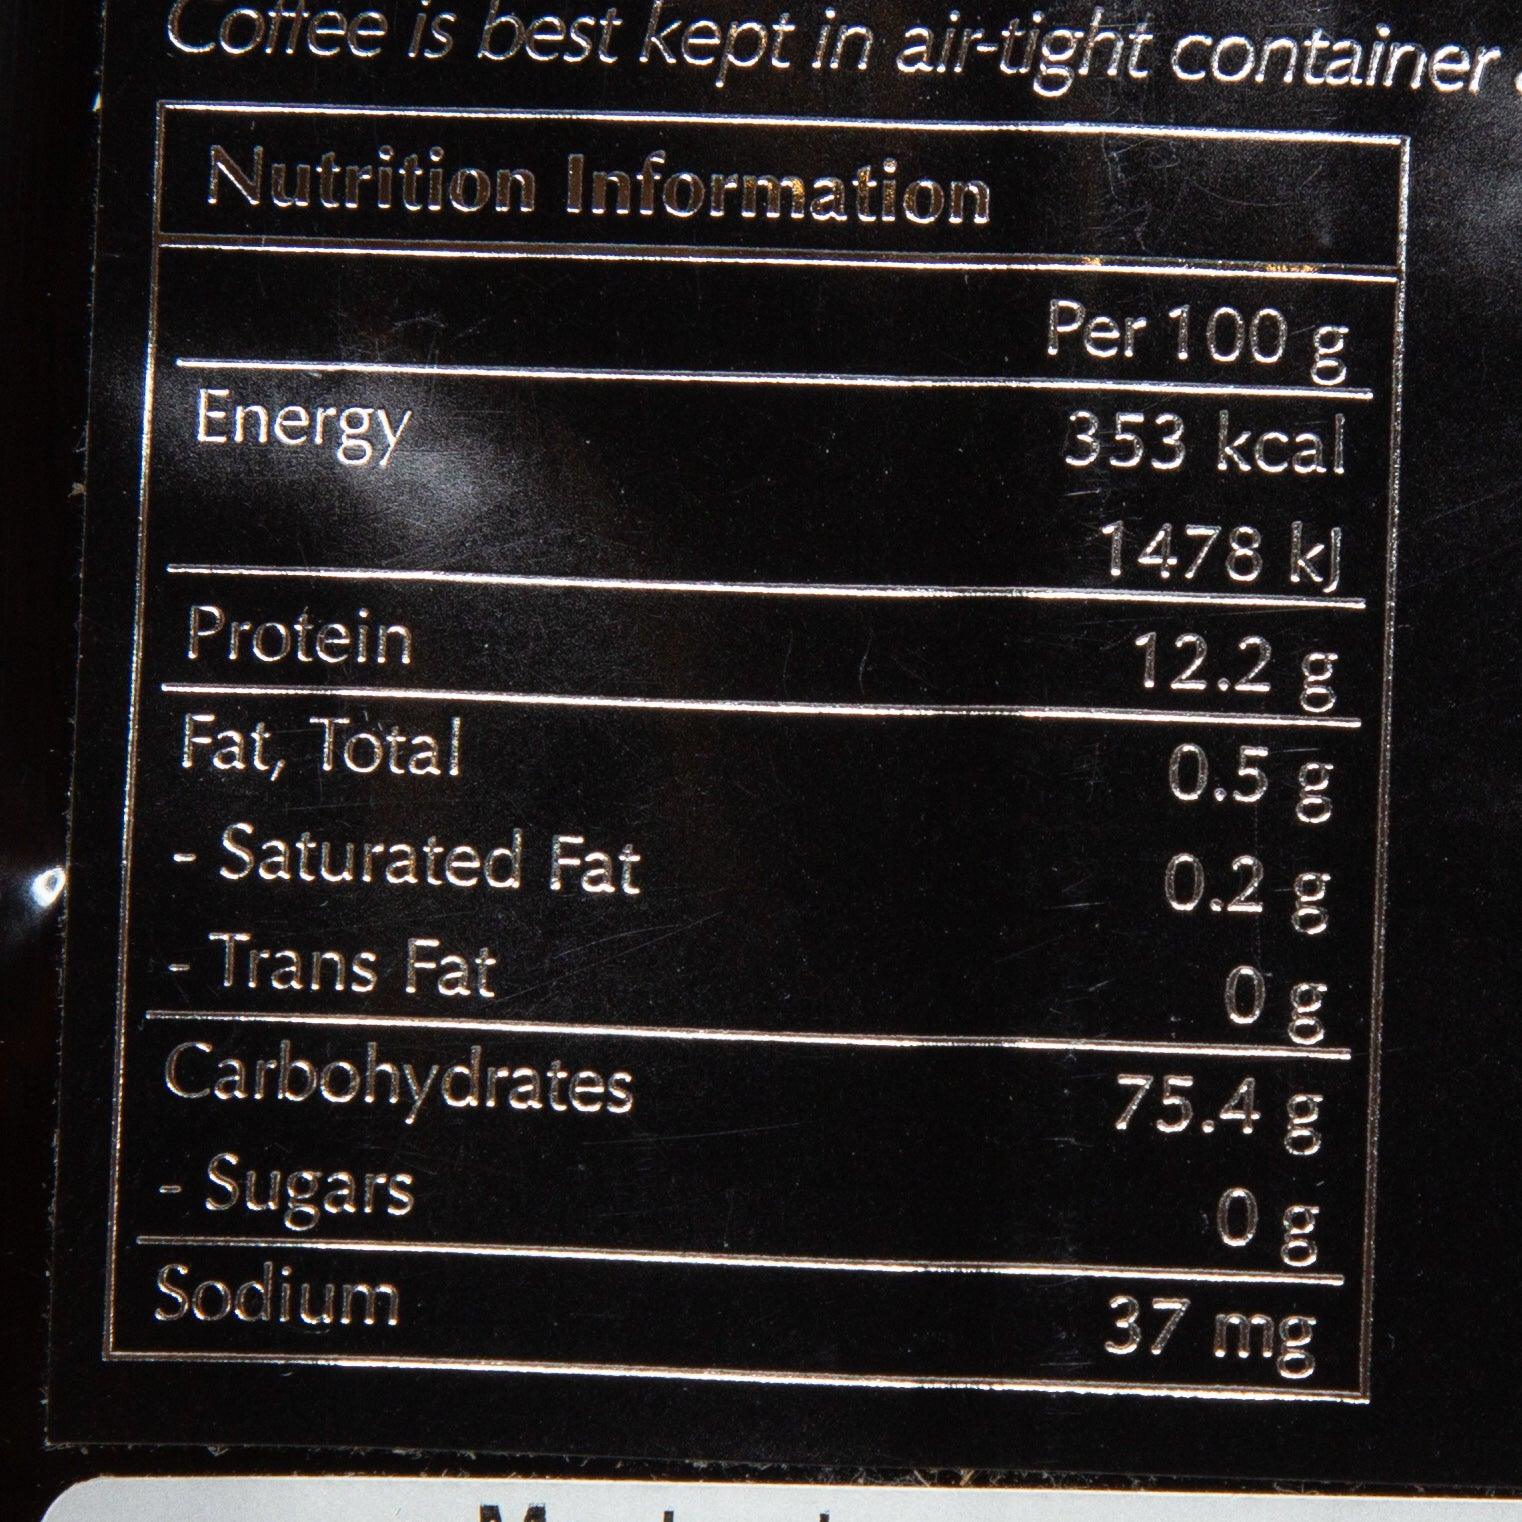 Coffee is best kept in air-tight container
Nutrition Information
Per 100 g
Energy 353 kcal
1478 kJ
Protein 12.2 g
Fat, Total 0.5 g
- Saturated Fat 0.2 g
- Trans Fat 0 g
Carbohydrates 75.4 g
- Sugars 0 g
Sodium 37 mg